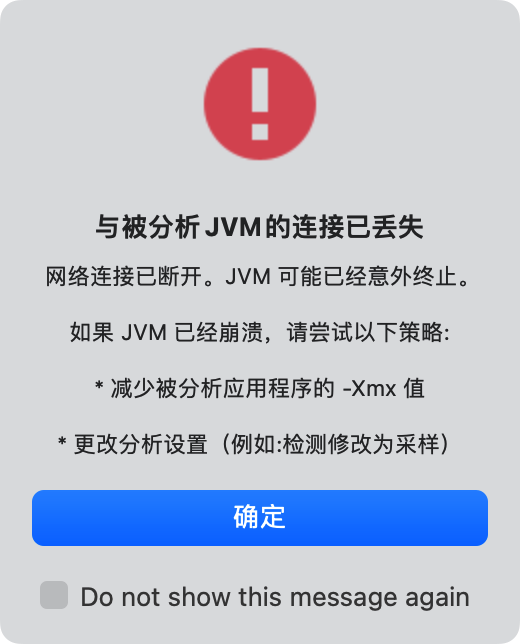 与被分析 JVM 的连接已丢失
网络连接已断开。JVM 可能已经意外终止。
如果 JVM 已经崩溃，请尝试以下策略:
* 减少被分析应用程序的 -Xmx 值
* 更改分析设置（例如:检测修改为采样）
确定
Do not show this message again